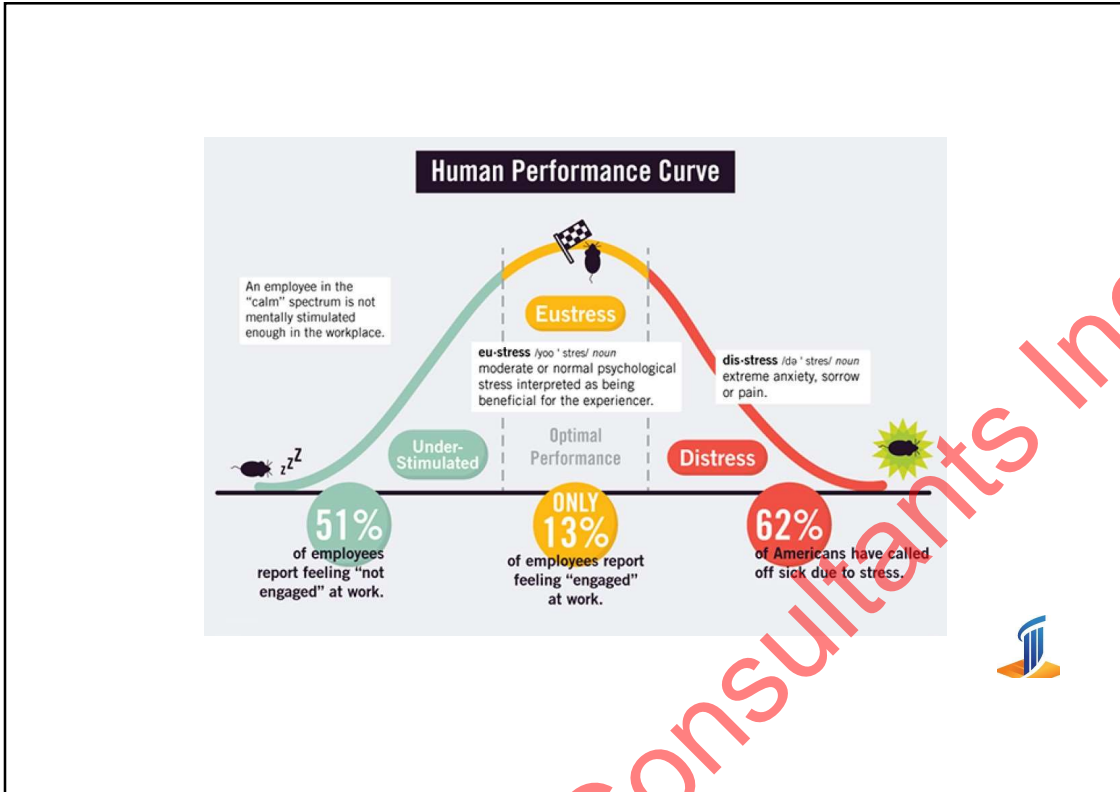 Human Performance Curve
An employee in the
"calm" spectrum is not
mentally stimulated
enough in the workplace.
Eustress
eu·stress /yoo ' stres/ noun
moderate or normal psychological
stress interpreted as being
beneficial for the experiencer.
dis·stress /də ' stres/ noun
extreme anxiety, sorrow
or pain.
zzZ
Under-
Stimulated
Optimal
Performance
Distress
51%
of employees
report feeling "not
engaged" at work.
ONLY
13%
of employees report
feeling "engaged"
at work.
62%
of Americans have called
off sick due to stress.
Consultants Inc